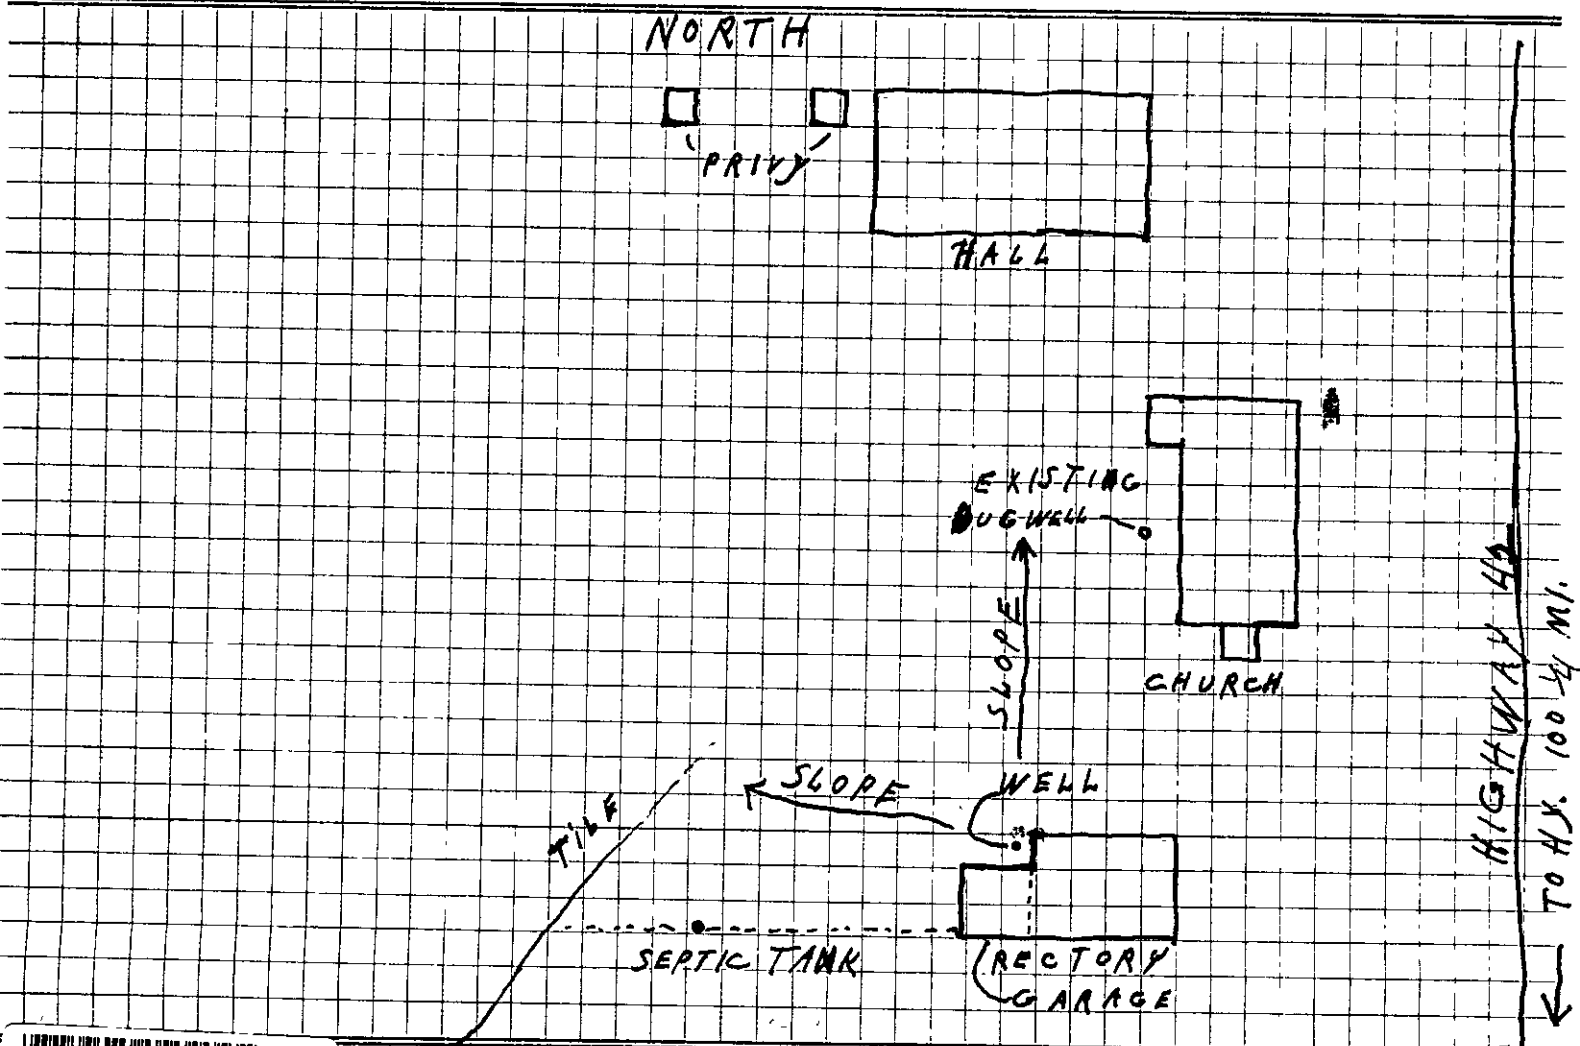 NORTH
PRIVY
HALL
EXISTING
DUG WELL
SLOPE
CHURCH
HIGHWAY 42
TO HY. 100 1/4 MI.
SLOPE
WELL
TILE
SEPTIC TANK
RECTORY
GARAGE